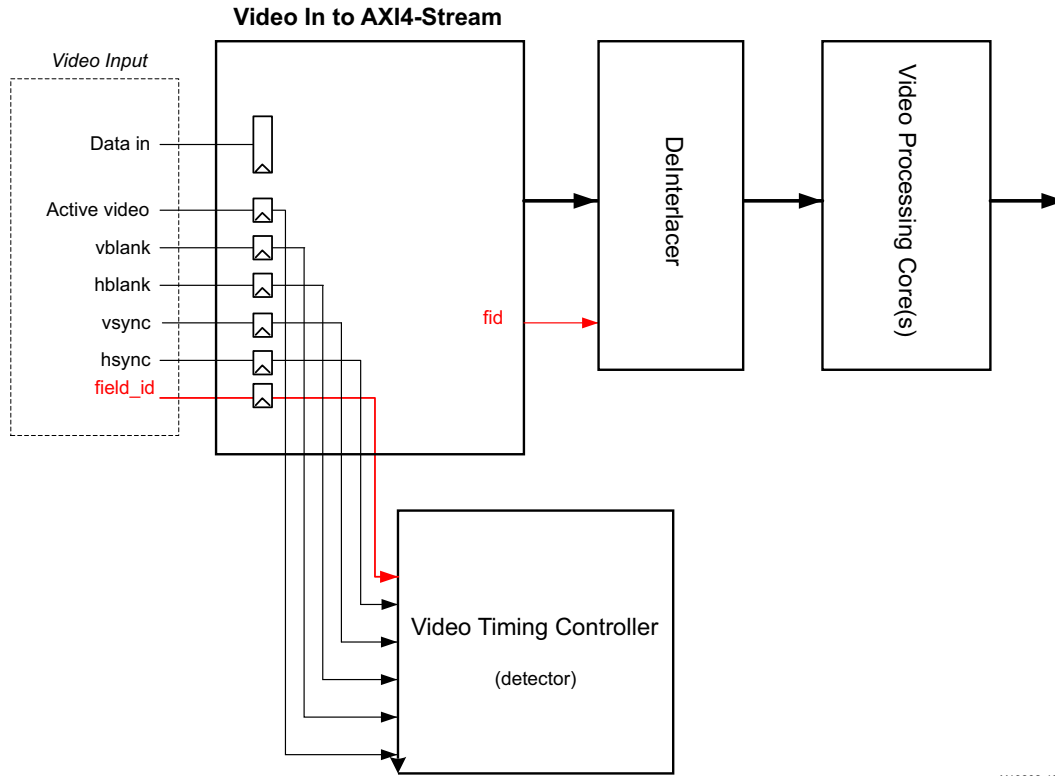 Video In to AXI4-Stream
Video Input
Data in
Active video
vblank
hblank
vsync
hsync
field_id
fid
DeInterlacer
Video Processing Core(s)
Video Timing Controller
(detector)